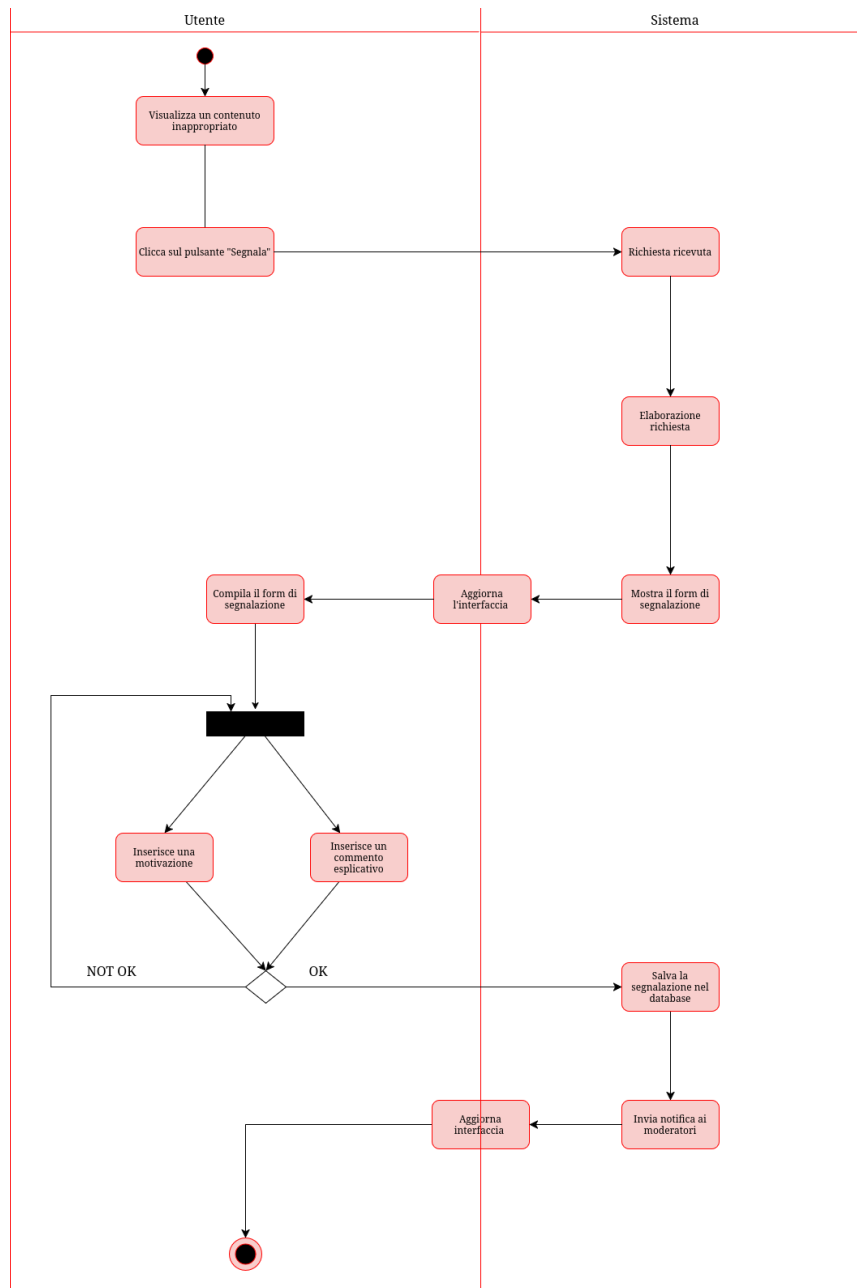 Utente
Sistema
Visualizza un contenuto
inappropriato
Clicca sul pulsante "Segnala"
Richiesta ricevuta
Elaborazione
richiesta
Mostra il form di
segnalazione
Aggiorna
l'interfaccia
Compila il form di
segnalazione
Inserisce una
motivazione
Inserisce un
commento
esplicativo
NOT OK
OK
Salva la
segnalazione nel
database
Invia notifica ai
moderatori
Aggiorna
interfaccia